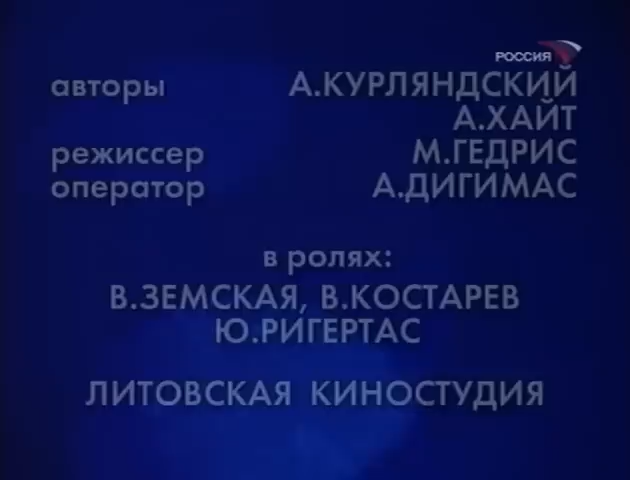 РОССИЯ
авторы А.КУРЛЯНДСКИЙ
А.ХАЙТ
режиссер М.ГЕДРИС
оператор А.ДИГИМАС
в ролях:
В.ЗЕМСКАЯ, В.КОСТАРЕВ
Ю.РИГЕРТАС
ЛИТОВСКАЯ КИНОСТУДИЯ